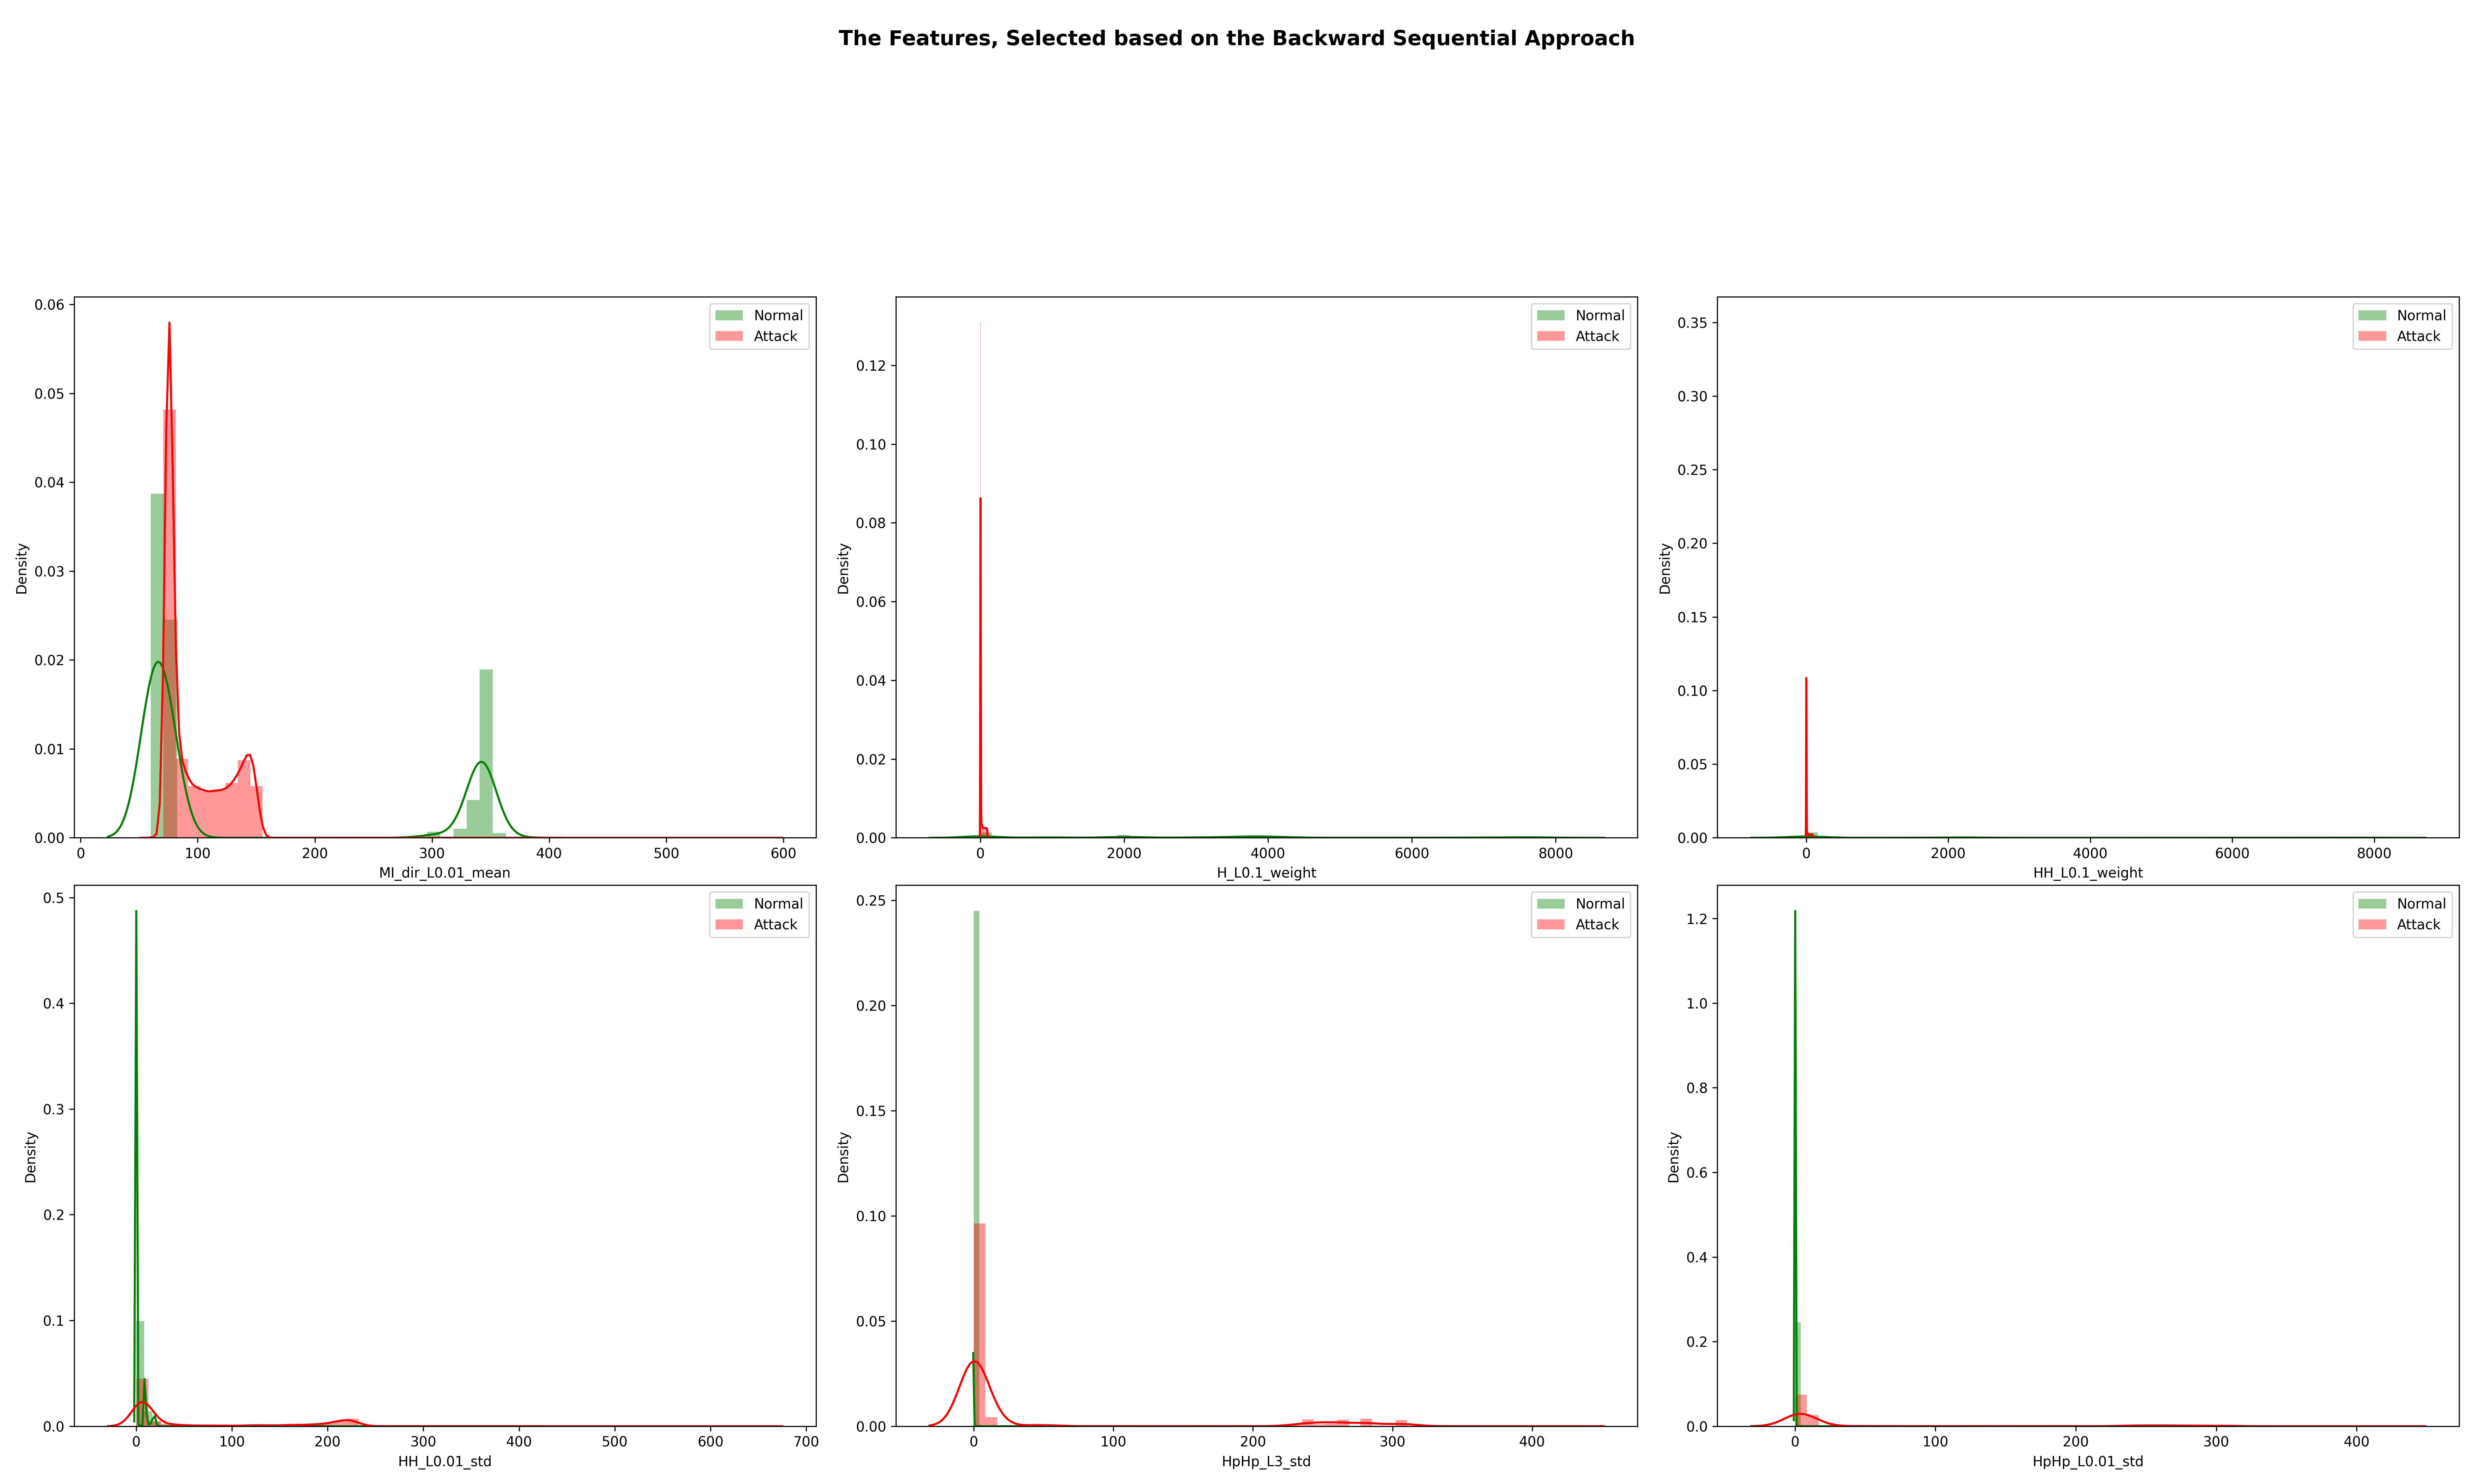 The Features, Selected based on the Backward Sequential Approach
0.06
0.05
0.04
0.03
0.02
0.01
0.00
Density
0 100 200 300 400 500 600
MI_dir_L0.01_mean
Normal
Attack
0.12
0.10
0.08
0.06
0.04
0.02
0.00
Density
0 2000 4000 6000 8000
H_L0.1_weight
Normal
Attack
0.35
0.30
0.25
0.20
0.15
0.10
0.05
0.00
Density
0 2000 4000 6000 8000
HH_L0.1_weight
Normal
Attack
0.5
0.4
0.3
0.2
0.1
0.0
Density
0 100 200 300 400 500 600 700
HH_L0.01_std
Normal
Attack
0.25
0.20
0.15
0.10
0.05
0.00
Density
0 100 200 300 400
HpHp_L3_std
Normal
Attack
1.2
1.0
0.8
0.6
0.4
0.2
0.0
Density
0 100 200 300 400
HpHp_L0.01_std
Normal
Attack